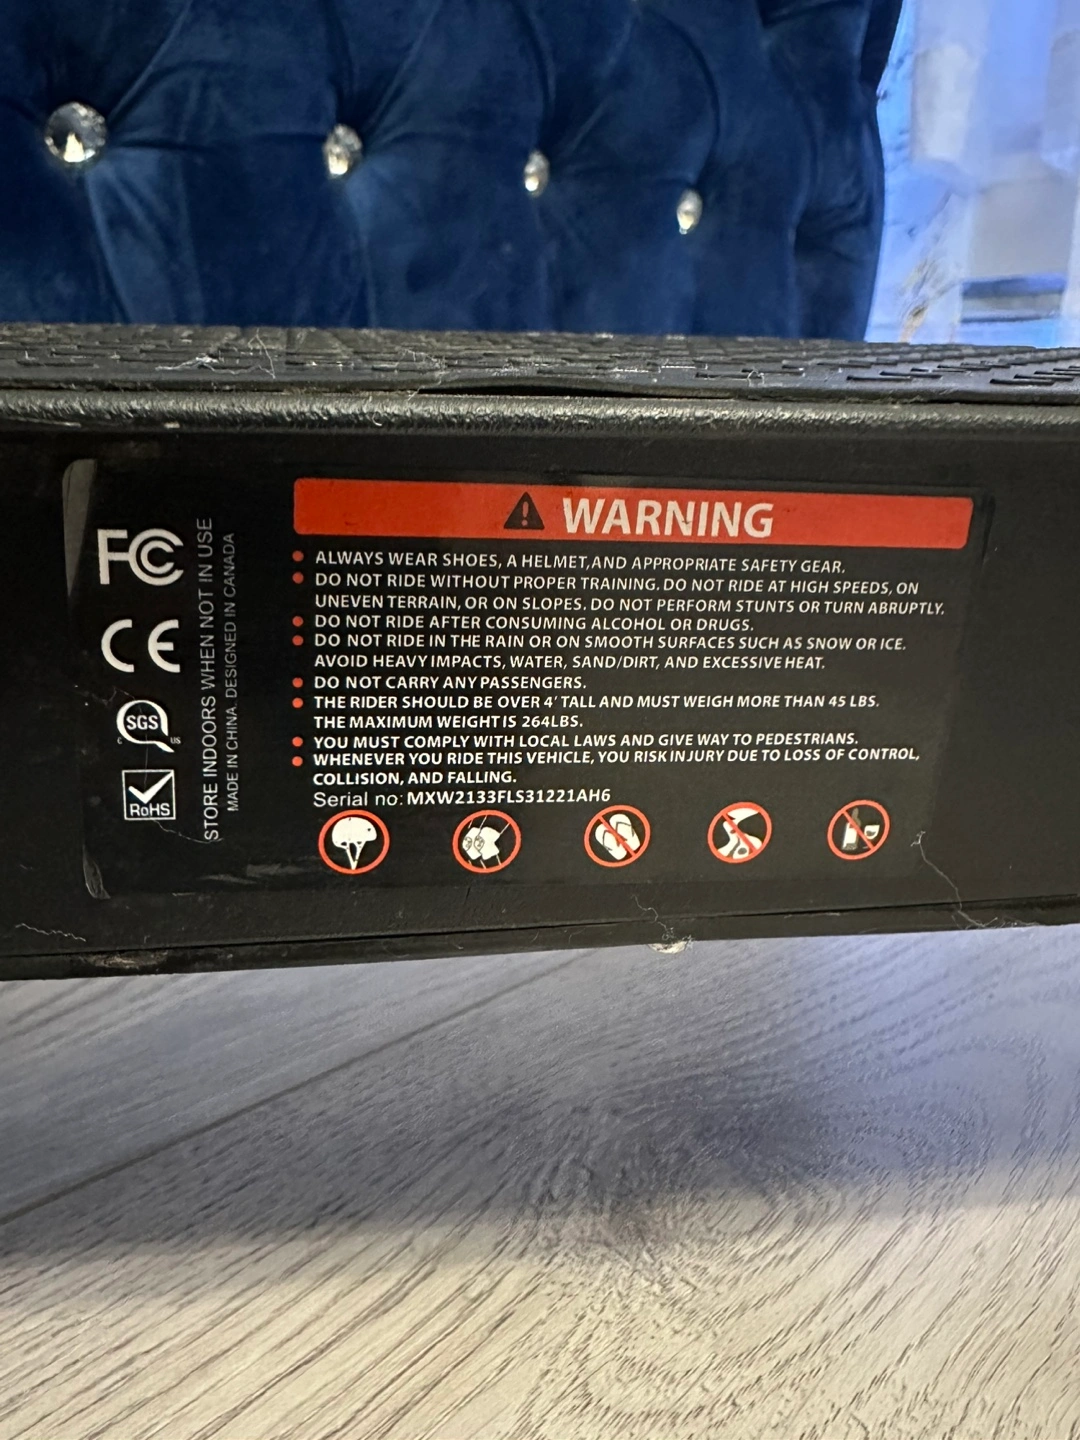 WARNING
ALWAYS WEAR SHOES, A HELMET,AND APPROPRIATE SAFETY GEAR.
DO NOT RIDE WITHOUT PROPER TRAINING. DO NOT RIDE AT HIGH SPEEDS, ON
UNEVEN TERRAIN, OR ON SLOPES. DO NOT PERFORM STUNTS OR TURN ABRUPTLY.
DO NOT RIDE AFTER CONSUMING ALCOHOL OR DRUGS.
DO NOT RIDE IN THE RAIN OR ON SMOOTH SURFACES SUCH AS SNOW OR ICE.
AVOID HEAVY IMPACTS, WATER, SAND/DIRT, AND EXCESSIVE HEAT.
DO NOT CARRY ANY PASSENGERS.
THE RIDER SHOULD BE OVER 4' TALL AND MUST WEIGH MORE THAN 45 LBS.
THE MAXIMUM WEIGHT IS 264LBS.
YOU MUST COMPLY WITH LOCAL LAWS AND GIVE WAY TO PEDESTRIANS.
WHENEVER YOU RIDE THIS VEHICLE, YOU RISK INJURY DUE TO LOSS OF CONTROL,
COLLISION, AND FALLING.
Serial no: MXW2133FLS31221AH6
FC
CE
C SGS US
RoHS
STORE INDOORS WHEN NOT IN USE
MADE IN CHINA. DESIGNED IN CANADA